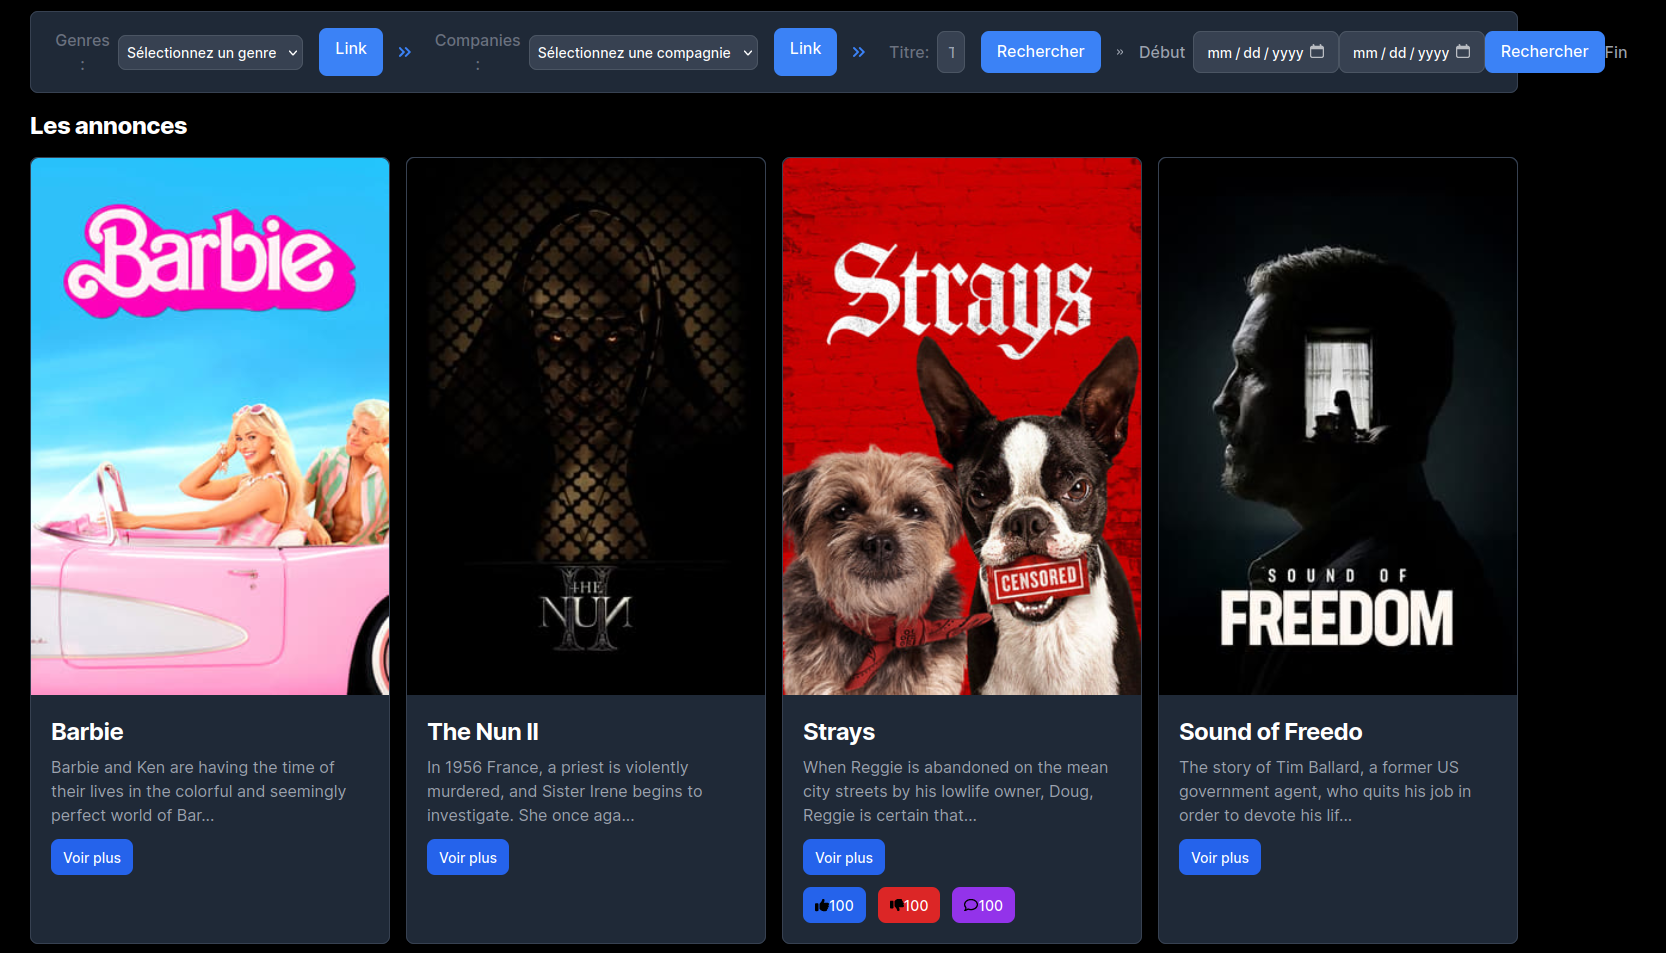 Genres : Sélectionnez un genre Link » Companies : Sélectionnez une compagnie Link » Titre: T Rechercher » Début mm/dd/yyyy mm/dd/yyyy Rechercher Fin
Les annonces
Barbie
THE NUN II
Strays
CENSORED
SOUND OF
FREEDOM
Barbie
Barbie and Ken are having the time of
their lives in the colorful and seemingly
perfect world of Bar...
Voir plus
The Nun II
In 1956 France, a priest is violently
murdered, and Sister Irene begins to
investigate. She once aga...
Voir plus
Strays
When Reggie is abandoned on the mean
city streets by his lowlife owner, Doug,
Reggie is certain that...
Voir plus
100 100 100
Sound of Freedo
The story of Tim Ballard, a former US
government agent, who quits his job in
order to devote his lif...
Voir plus